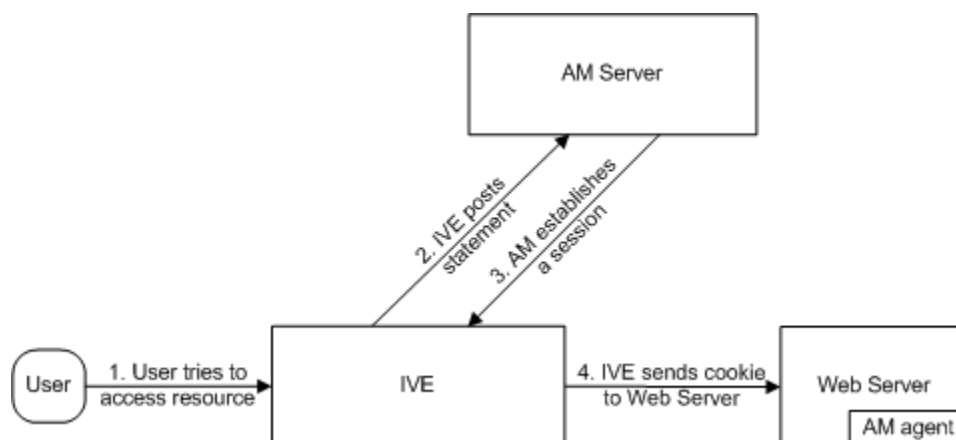 AM Server
2. IVE posts
statement
3. AM establishes
a session
User
1. User tries to
access resource
IVE
4. IVE sends cookie
to Web Server
Web Server
AM agent